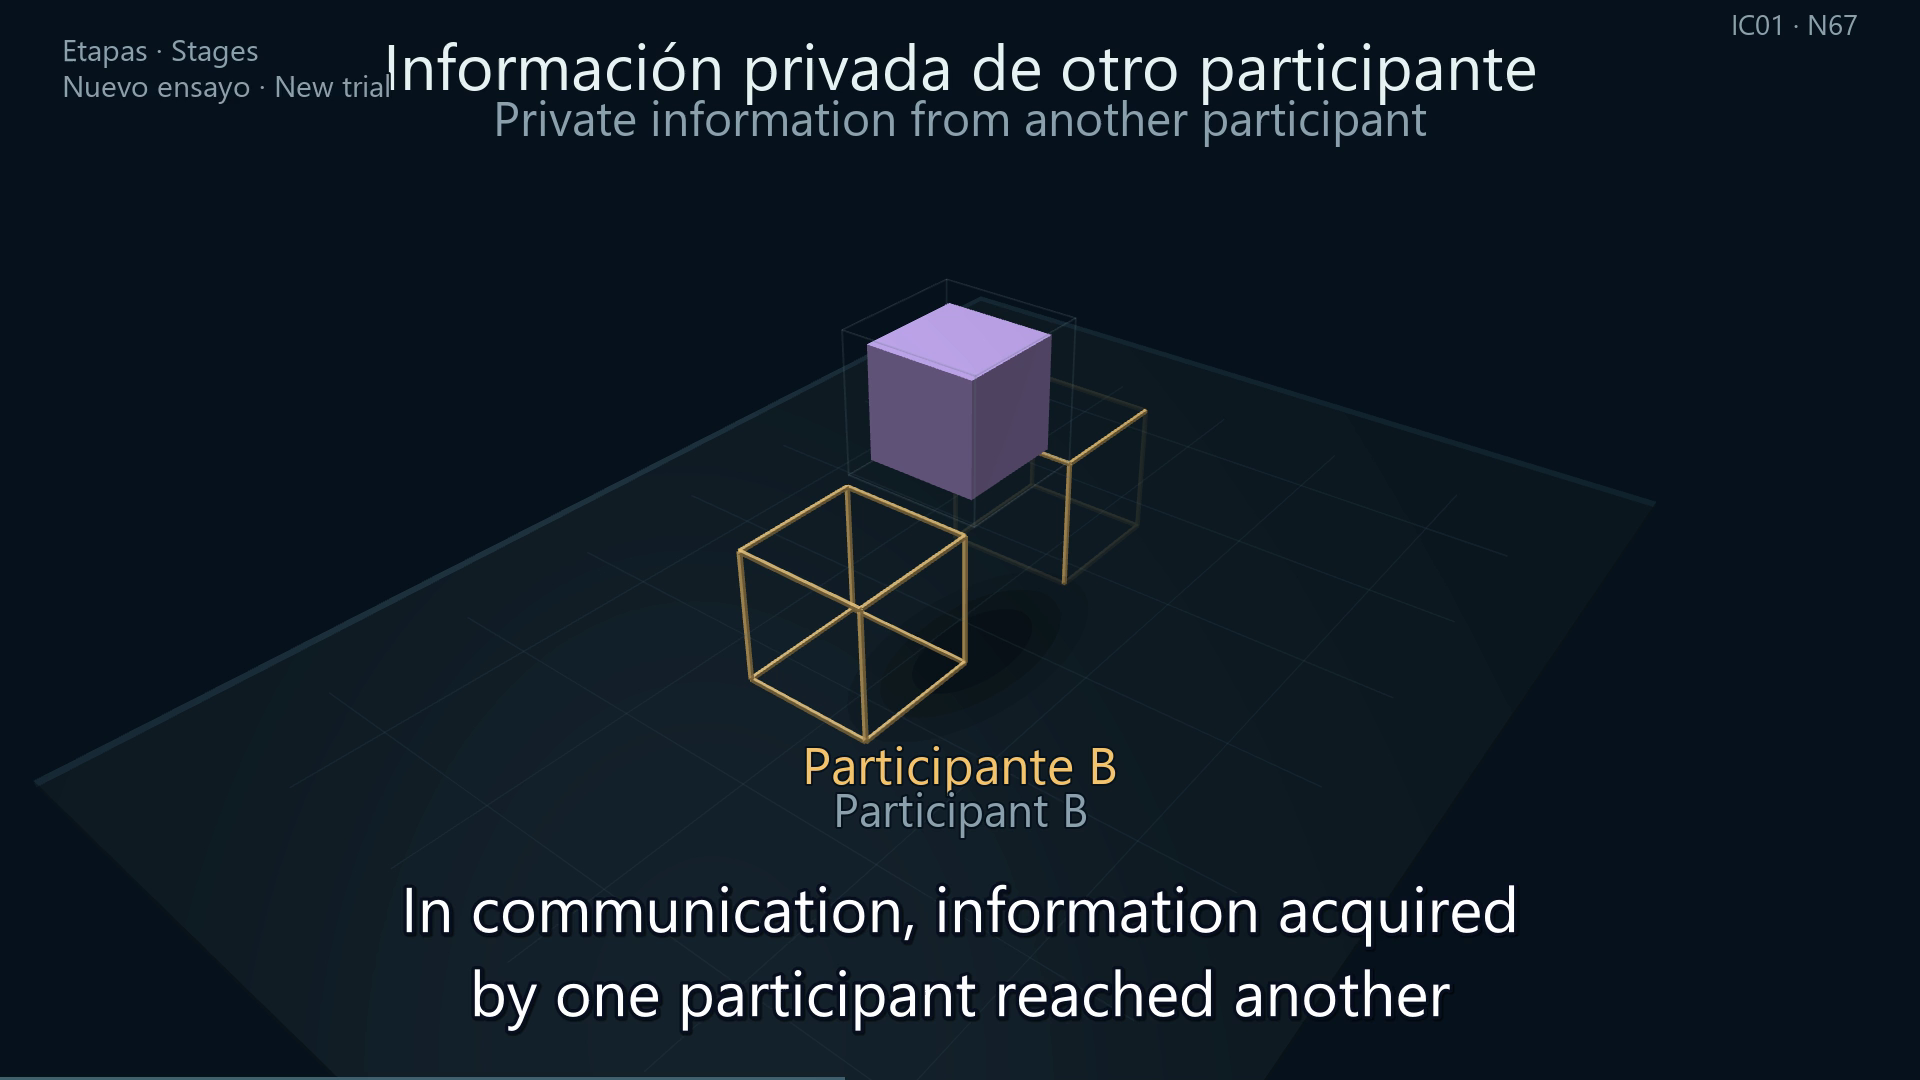 IC01 · N67
Etapas · Stages
Nuevo ensayo · New trial
Información privada de otro participante
Private information from another participant
Participante B
Participant B
In communication, information acquired
by one participant reached another